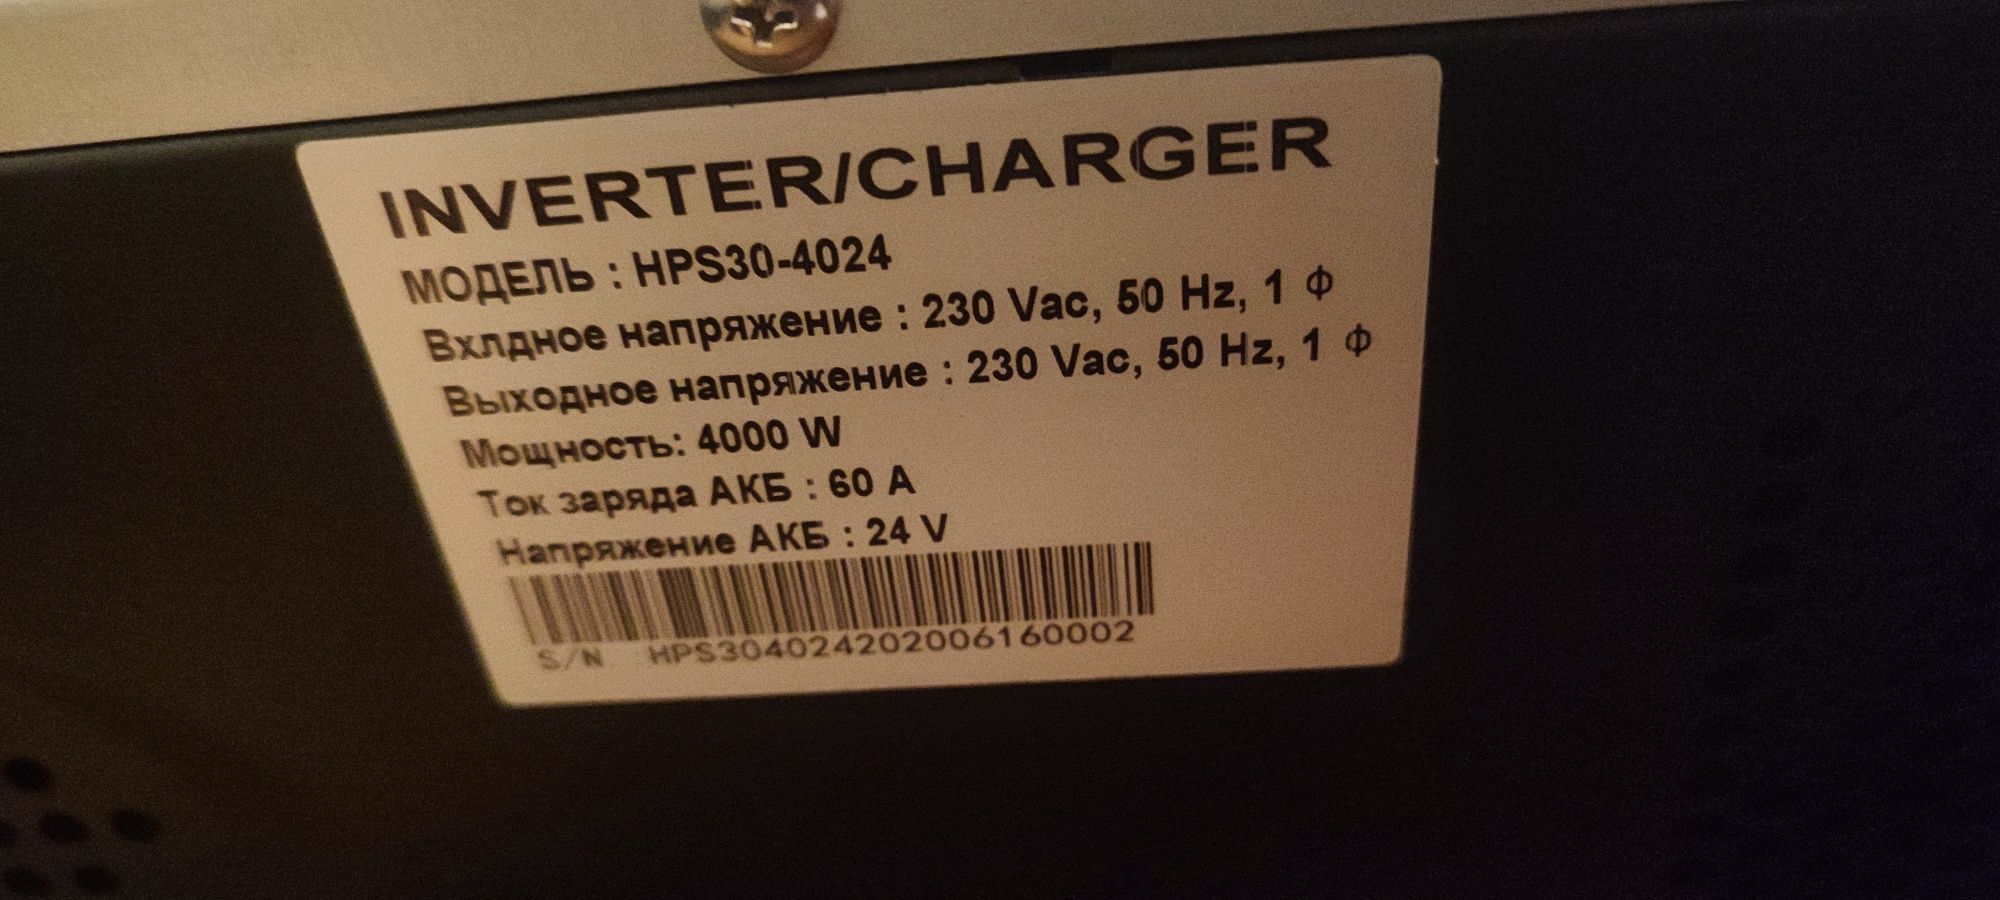 INVERTER/CHARGER
МОДЕЛЬ : HPS30-4024
Вхлдное напряжение : 230 Vac, 50 Hz, 1 Ф
Выходное напряжение : 230 Vac, 50 Hz, 1 Ф
Мощность: 4000 W
Ток заряда АКБ : 60 A
Напряжение АКБ : 24 V
S/N HPS304024202006160002